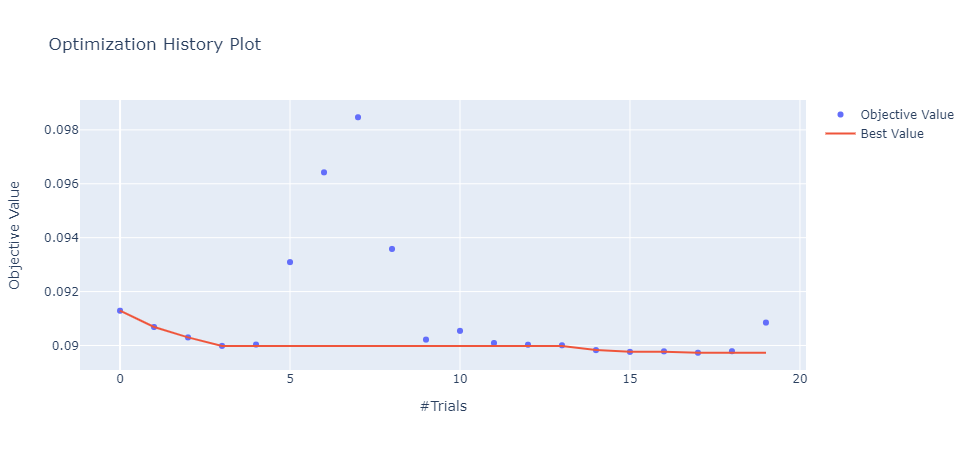 Optimization History Plot
Objective Value
Best Value
0.098
0.096
0.094
0.092
0.09
Objective Value
0
5
10
15
20
#Trials